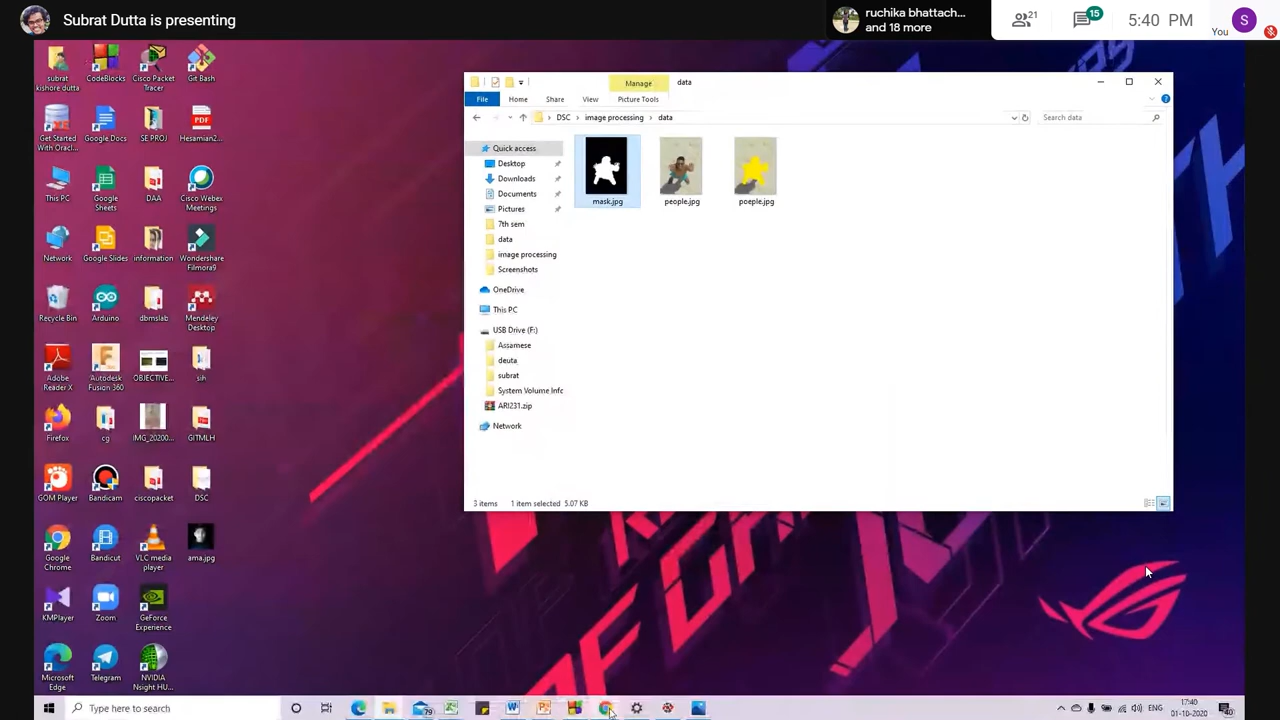 Subrat Dutta is presenting
ruchika bhattach...
and 18 more
21
15
5:40 PM
You
S
subrat
kishore dutta
CodeBlocks
Cisco Packet
Tracer
Git Bash
Get Started
With Oracl...
Google Docs
SE PROJ
Hesamian2...
This PC
Google
Sheets
DAA
Cisco Webex
Meetings
Network
Google Slides
information
Wondershare
Filmora9
Recycle Bin
Arduino
dbmslab
Mendeley
Desktop
Adobe
Reader X
Autodesk
Fusion 360
OBJECTIVE...
sih
Firefox
cg
IMG_20200...
GITMLH
GOM Player
Bandicam
ciscopacket
DSC
Google
Chrome
Bandicut
VLC media
player
ama.jpg
KMPlayer
Zoom
GeForce
Experience
Microsoft
Edge
Telegram
NVIDIA
Nsight HU...
Manage
data
File
Home
Share
View
Picture Tools
DSC > image processing > data
Search data
Quick access
Desktop
Downloads
Documents
Pictures
7th sem
data
image processing
Screenshots
OneDrive
This PC
USB Drive (F:)
Assamese
deuta
subrat
System Volume Infc
ARI231.zip
Network
mask.jpg
people.jpg
poeple.jpg
3 items
1 item selected 5.07 KB
Type here to search
ENG
17:40
01-10-2020